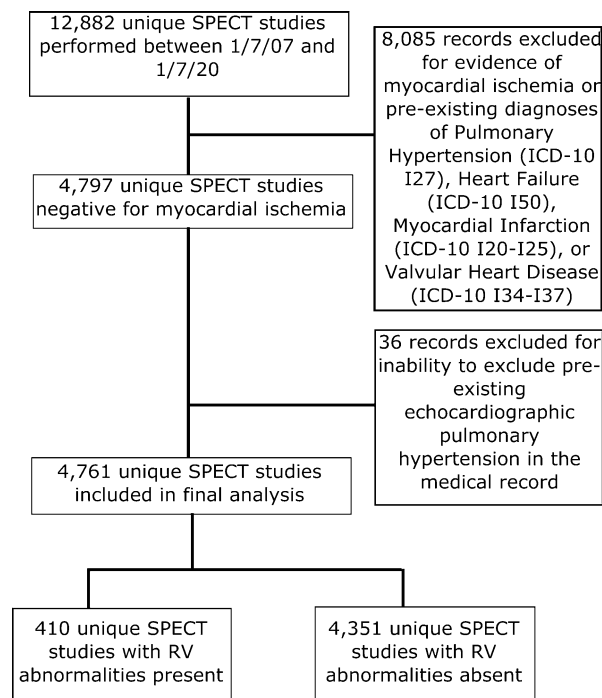 12,882 unique SPECT studies
performed between 1/7/07 and
1/7/20
8,085 records excluded
for evidence of
myocardial ischemia or
pre-existing diagnoses
of Pulmonary
Hypertension (ICD-10
I27), Heart Failure
(ICD-10 I50),
Myocardial Infarction
(ICD-10 I20-I25), or
Valvular Heart Disease
(ICD-10 I34-I37)
4,797 unique SPECT studies
negative for myocardial ischemia
36 records excluded for
inability to exclude pre-
existing
echocardiographic
pulmonary
hypertension in the
medical record
4,761 unique SPECT studies
included in final analysis
410 unique SPECT
studies with RV
abnormalities present
4,351 unique SPECT
studies with RV
abnormalities absent